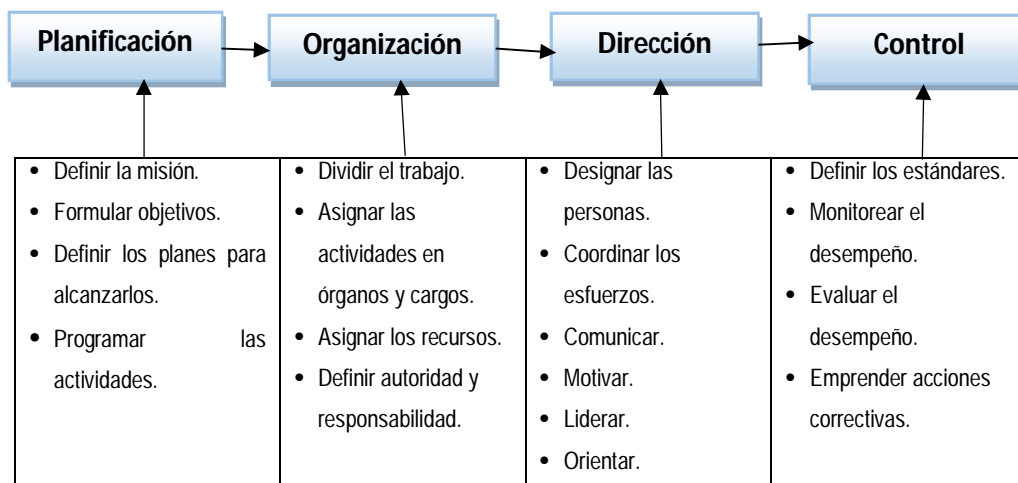 Planificación
Organización
Dirección
Control
• Definir la misión.
• Formular objetivos.
• Definir los planes para
alcanzarlos.
• Programar las
actividades.
• Dividir el trabajo.
• Asignar las
actividades en
órganos y cargos.
• Asignar los recursos.
• Definir autoridad y
responsabilidad.
• Designar las
personas.
• Coordinar los
esfuerzos.
• Comunicar.
• Motivar.
• Liderar.
• Orientar.
• Definir los estándares.
• Monitorear el
desempeño.
• Evaluar el
desempeño.
• Emprender acciones
correctivas.